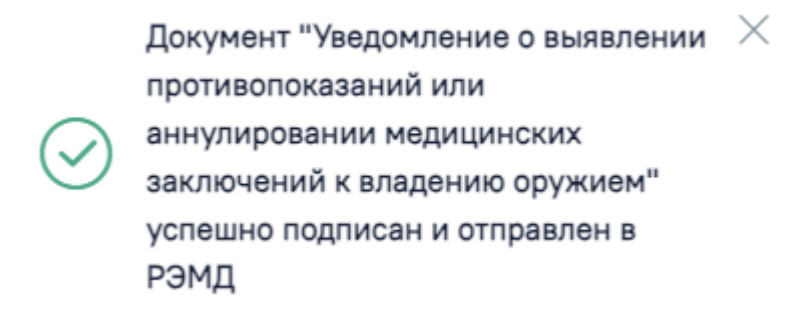 Документ "Уведомление о выявлении
противопоказаний или
аннулировании медицинских
заключений к владению оружием"
успешно подписан и отправлен в
РЭМД